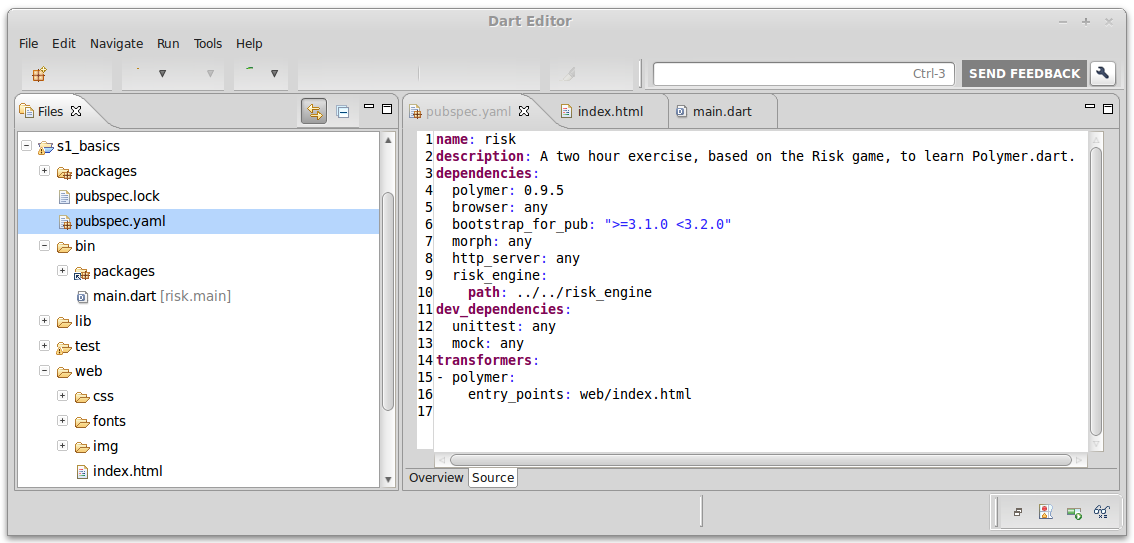 Dart Editor
File Edit Navigate Run Tools Help
Ctrl-3
SEND FEEDBACK
Files
s1_basics
packages
pubspec.lock
pubspec.yaml
bin
packages
main.dart [risk.main]
lib
test
web
css
fonts
img
index.html
pubspec.yaml index.html main.dart
1 name: risk
2 description: A two hour exercise, based on the Risk game, to learn Polymer.dart.
3 dependencies:
4   polymer: 0.9.5
5   browser: any
6   bootstrap_for_pub: ">=3.1.0 <3.2.0"
7   morph: any
8   http_server: any
9   risk_engine:
10     path: ../../risk_engine
11 dev_dependencies:
12   unittest: any
13   mock: any
14 transformers:
15 - polymer:
16     entry_points: web/index.html
17
Overview Source